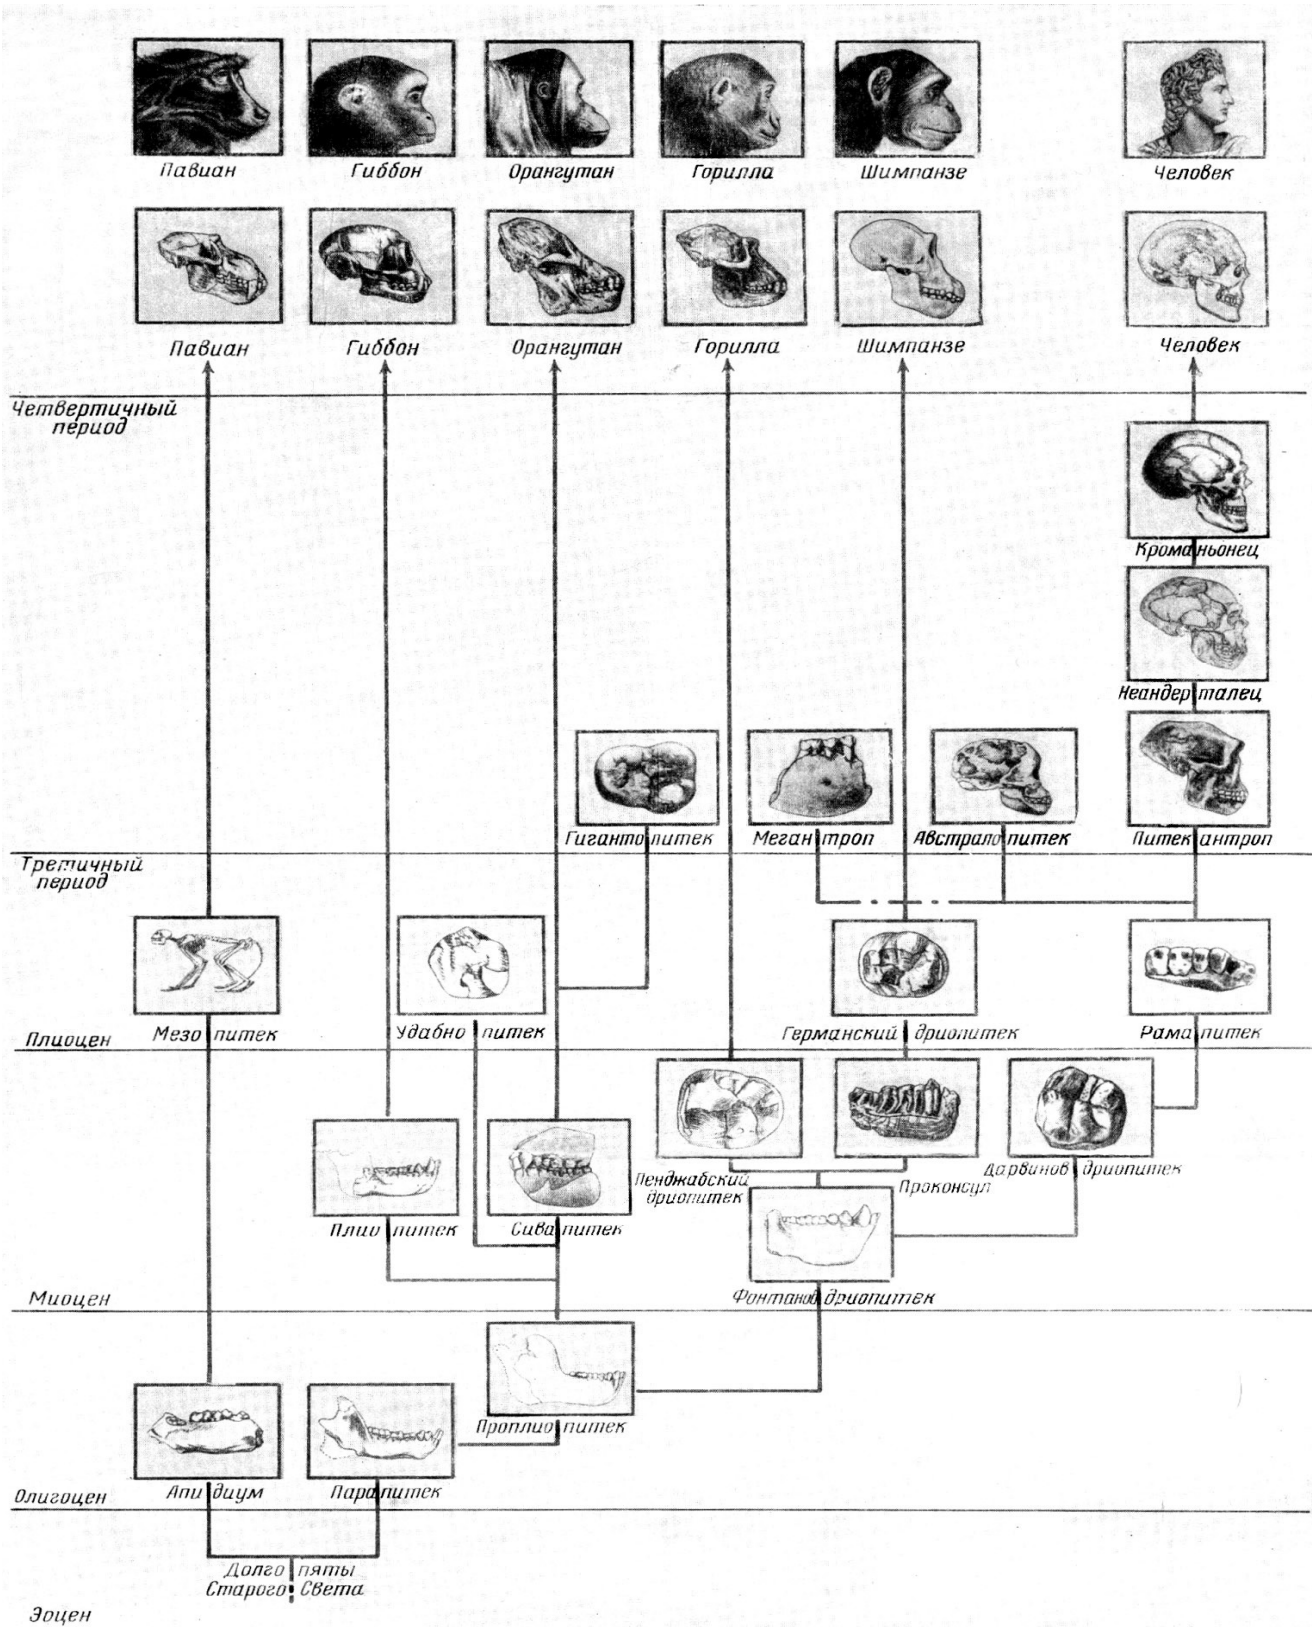 Павиан
Гиббон
Орангутан
Горилла
Шимпанзе
Человек
Павиан
Гиббон
Орангутан
Горилла
Шимпанзе
Человек
Четвертичный
период
Кроманьонец
Неандерталец
Гигантопитек
Мегантроп
Австралопитек
Питекантроп
Третичный
период
Мезопитек
Удабнопитек
Германский дриопитек
Рамапитек
Плиоцен
Пенджабский
дриопитек
Проконсул
Дарвинов дриопитек
Плиопитек
Сивапитек
Фонтанов дриопитек
Миоцен
Проплиопитек
Апидиум
Парапитек
Олигоцен
Долгопяты
Старого Света
Эоцен